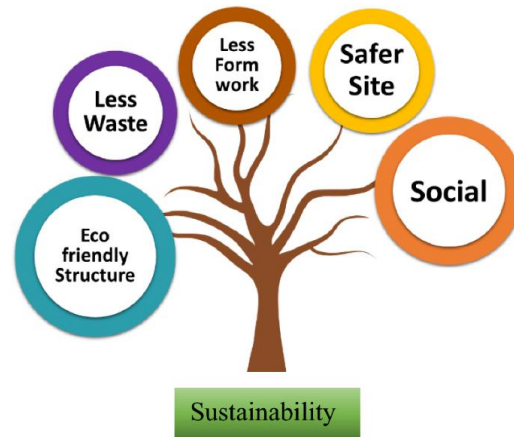 Less
Form
work
Safer
Site
Less
Waste
Social
Eco
friendly
Structure
Sustainability